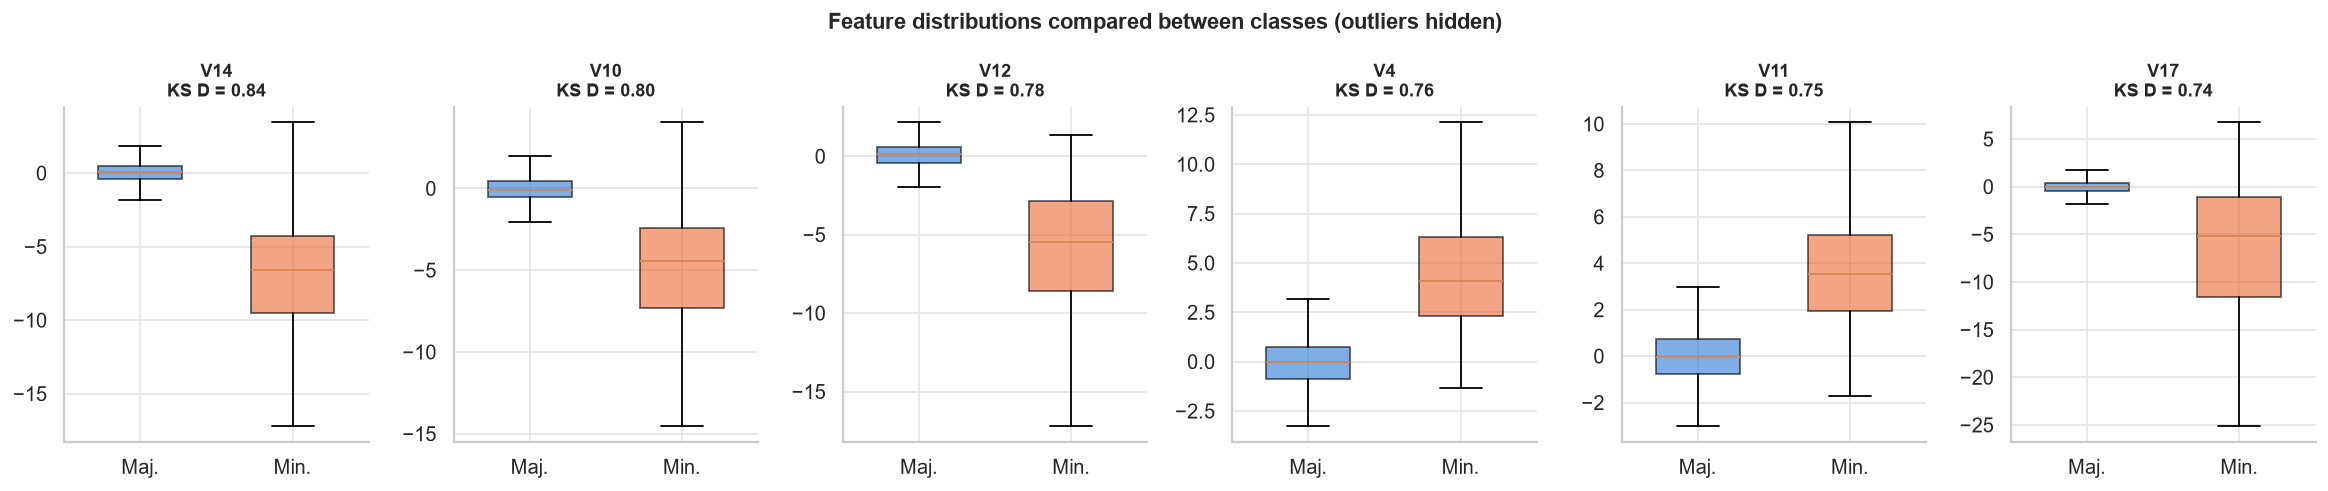 Feature distributions compared between classes (outliers hidden)
V14
KS D = 0.84
0
−5
−10
−15
Maj.
Min.
V10
KS D = 0.80
0
−5
−10
−15
Maj.
Min.
V12
KS D = 0.78
0
−5
−10
−15
Maj.
Min.
V4
KS D = 0.76
12.5
10.0
7.5
5.0
2.5
0.0
−2.5
Maj.
Min.
V11
KS D = 0.75
10
8
6
4
2
0
−2
Maj.
Min.
V17
KS D = 0.74
5
0
−5
−10
−15
−20
−25
Maj.
Min.